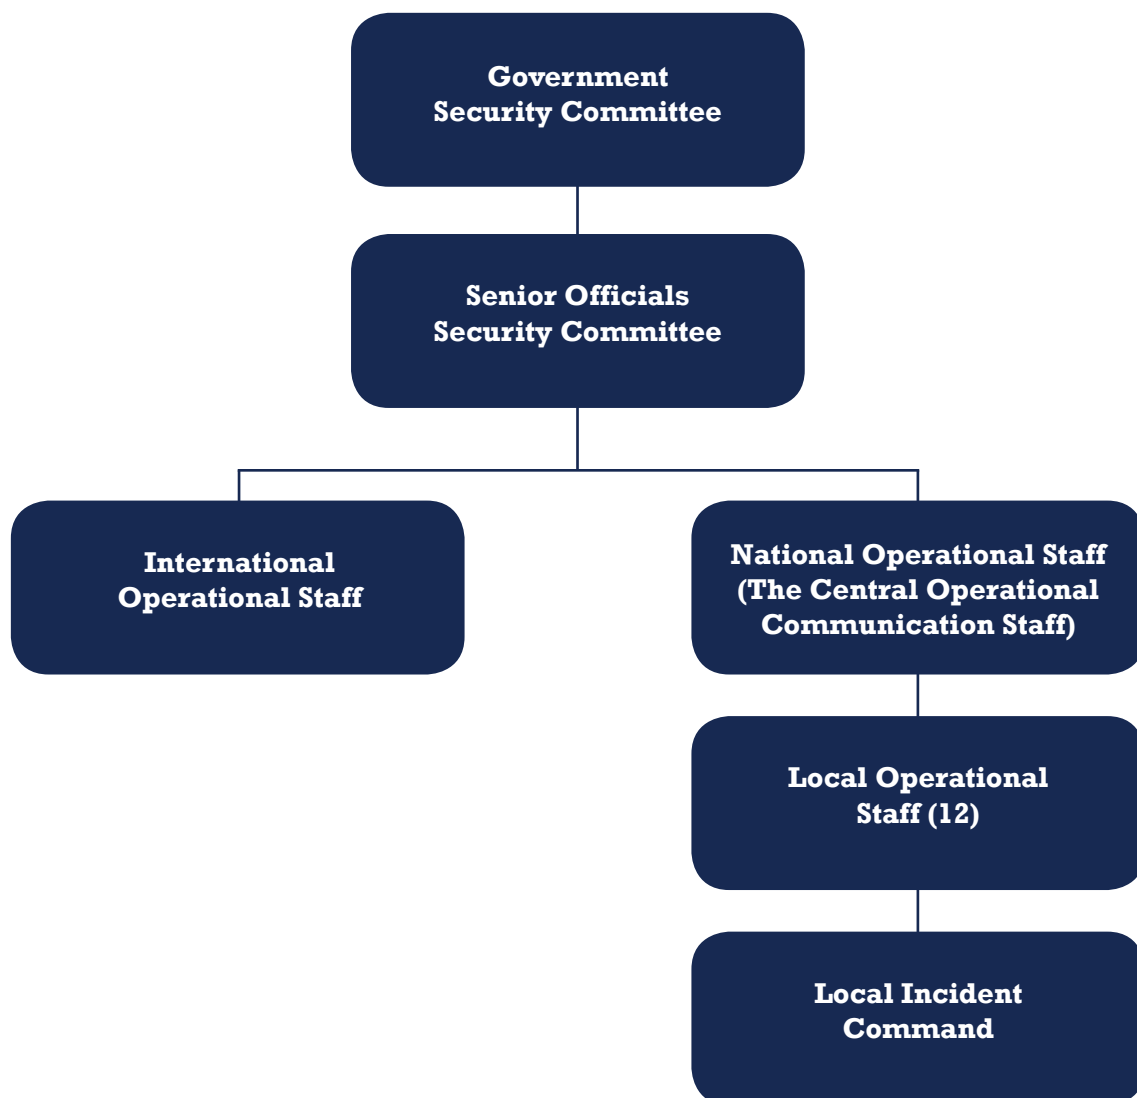 Government
Security Committee
Senior Officials
Security Committee
International
Operational Staff
National Operational Staff
(The Central Operational
Communication Staff)
Local Operational
Staff (12)
Local Incident
Command